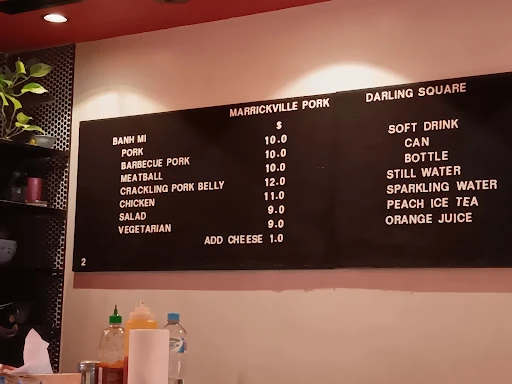 MARRICKVILLE PORK
BANH MI $
PORK 10.0
BARBECUE PORK 10.0
MEATBALL 10.0
CRACKLING PORK BELLY 12.0
CHICKEN 11.0
SALAD 9.0
VEGETARIAN 9.0
ADD CHEESE 1.0
2
DARLING SQUARE
SOFT DRINK
CAN
BOTTLE
STILL WATER
SPARKLING WATER
PEACH ICE TEA
ORANGE JUICE